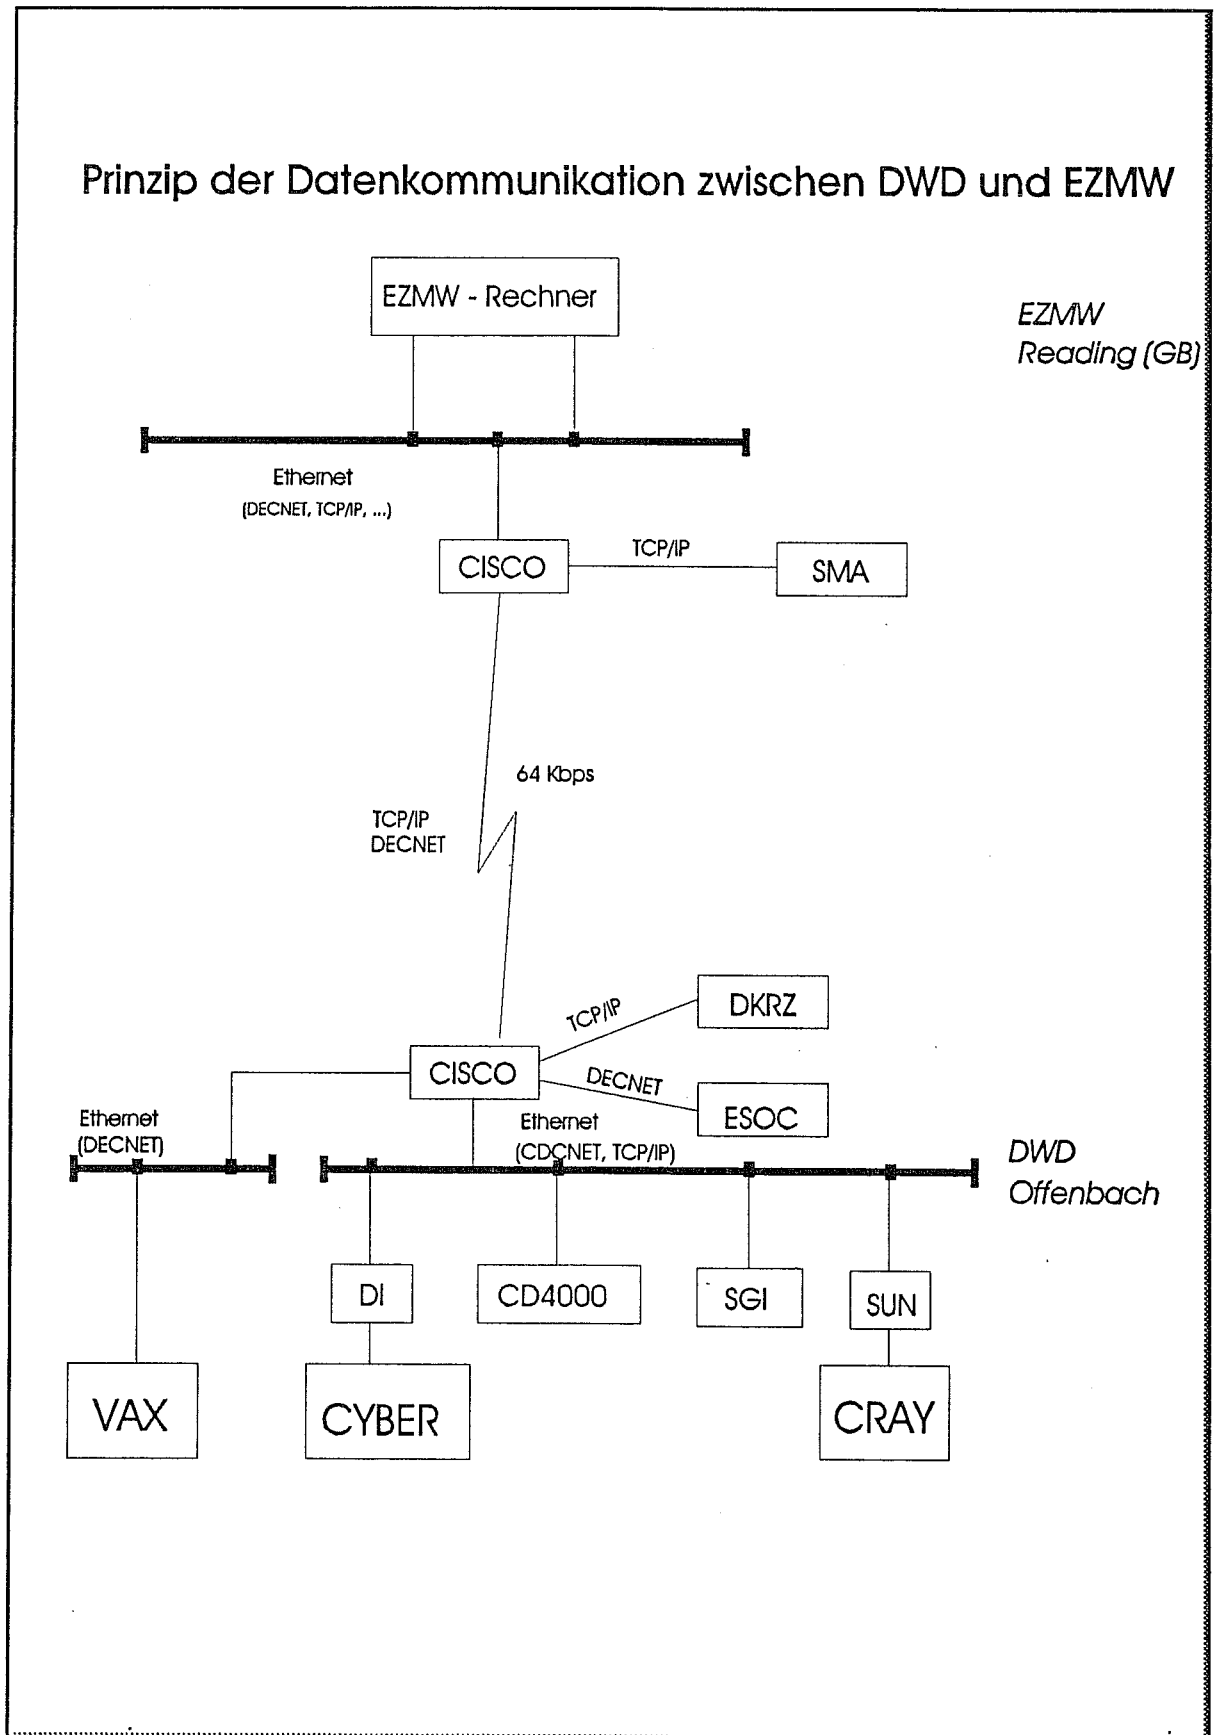 Prinzip der Datenkommunikation zwischen DWD und EZMW
EZMW - Rechner
EZMW
Reading (GB)
Ethernet
(DECNET, TCP/IP, ...)
CISCO
TCP/IP
SMA
64 Kbps
TCP/IP
DECNET
TCP/IP
DKRZ
CISCO
DECNET
ESOC
Ethernet
(DECNET)
Ethernet
(CDCNET, TCP/IP)
DWD
Offenbach
DI
CD4000
SGI
SUN
VAX
CYBER
CRAY